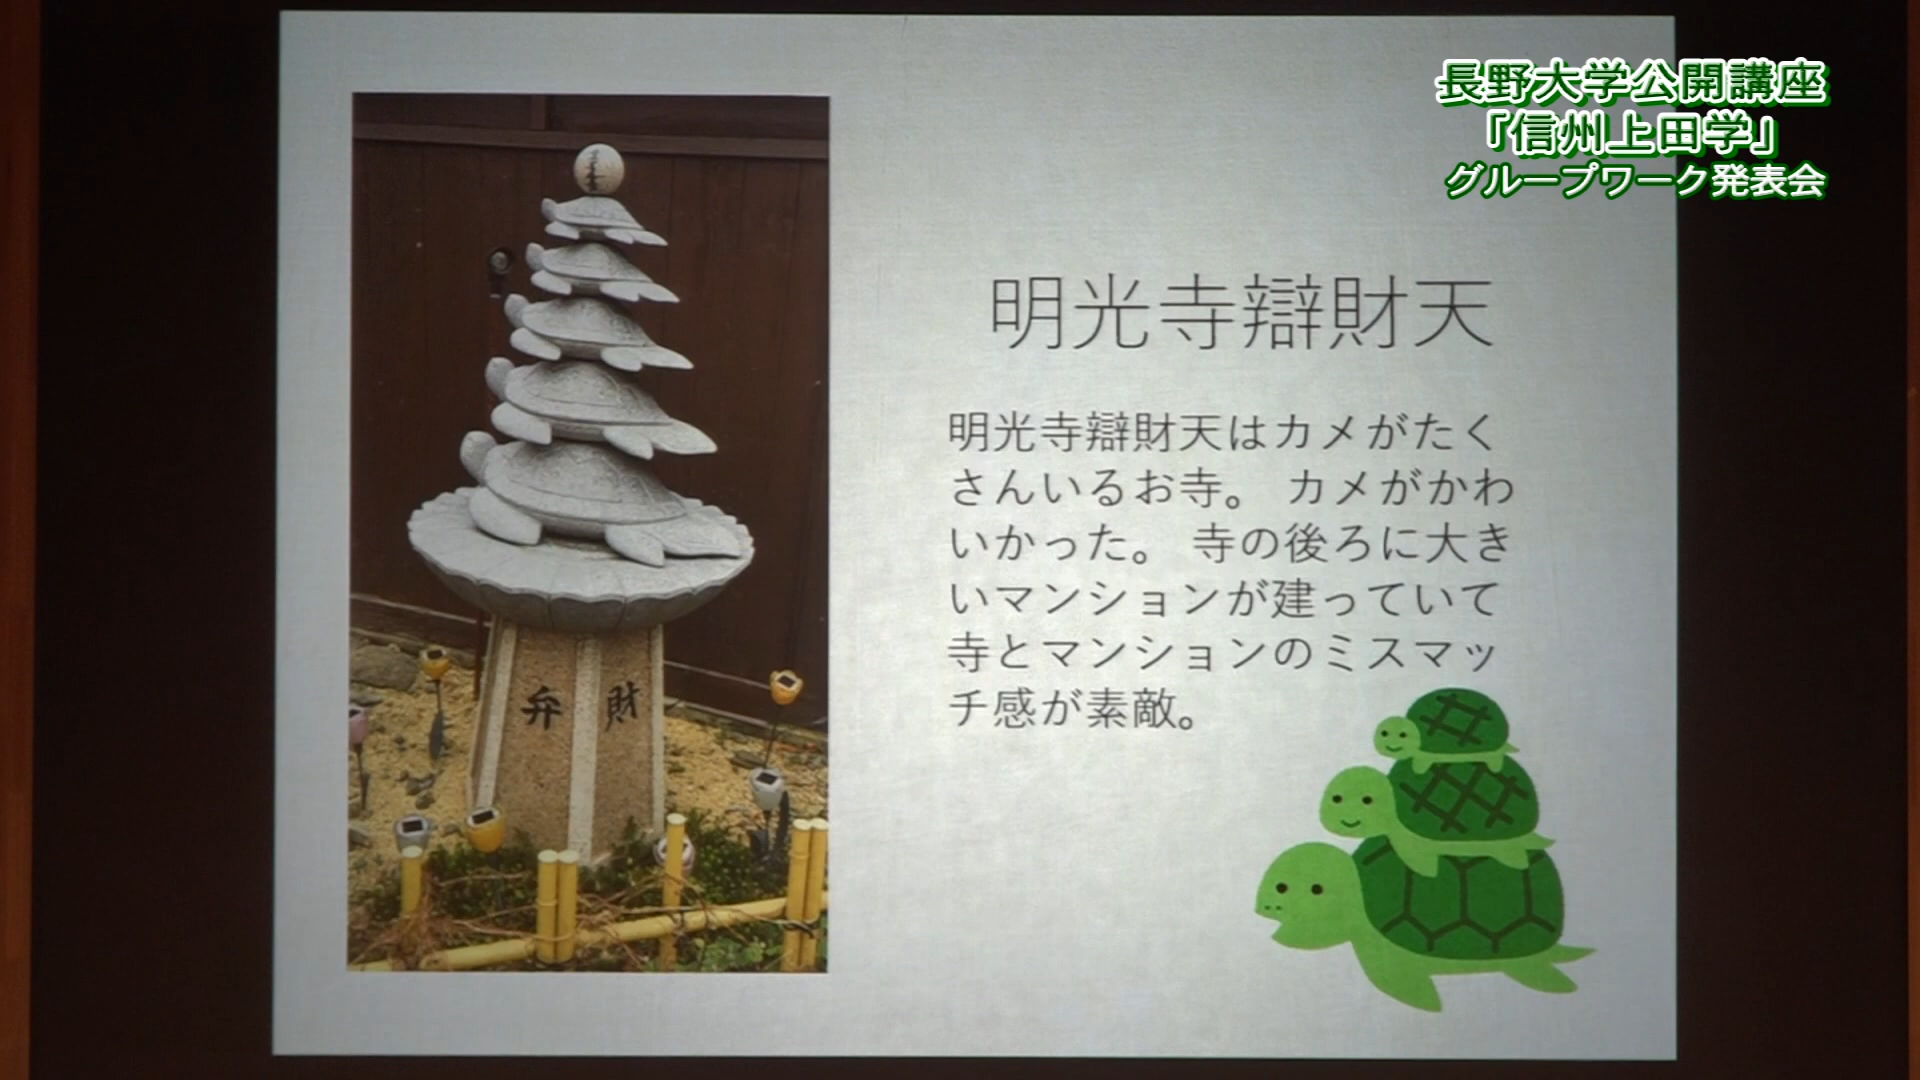 長野大学公開講座
「信州上田学」
グループワーク発表会
明光寺辯財天
明光寺辯財天はカメがたく
さんいるお寺。 カメがかわ
いかった。 寺の後ろに大き
いマンションが建っていて
寺とマンションのミスマッ
チ感が素敵。
弁 財